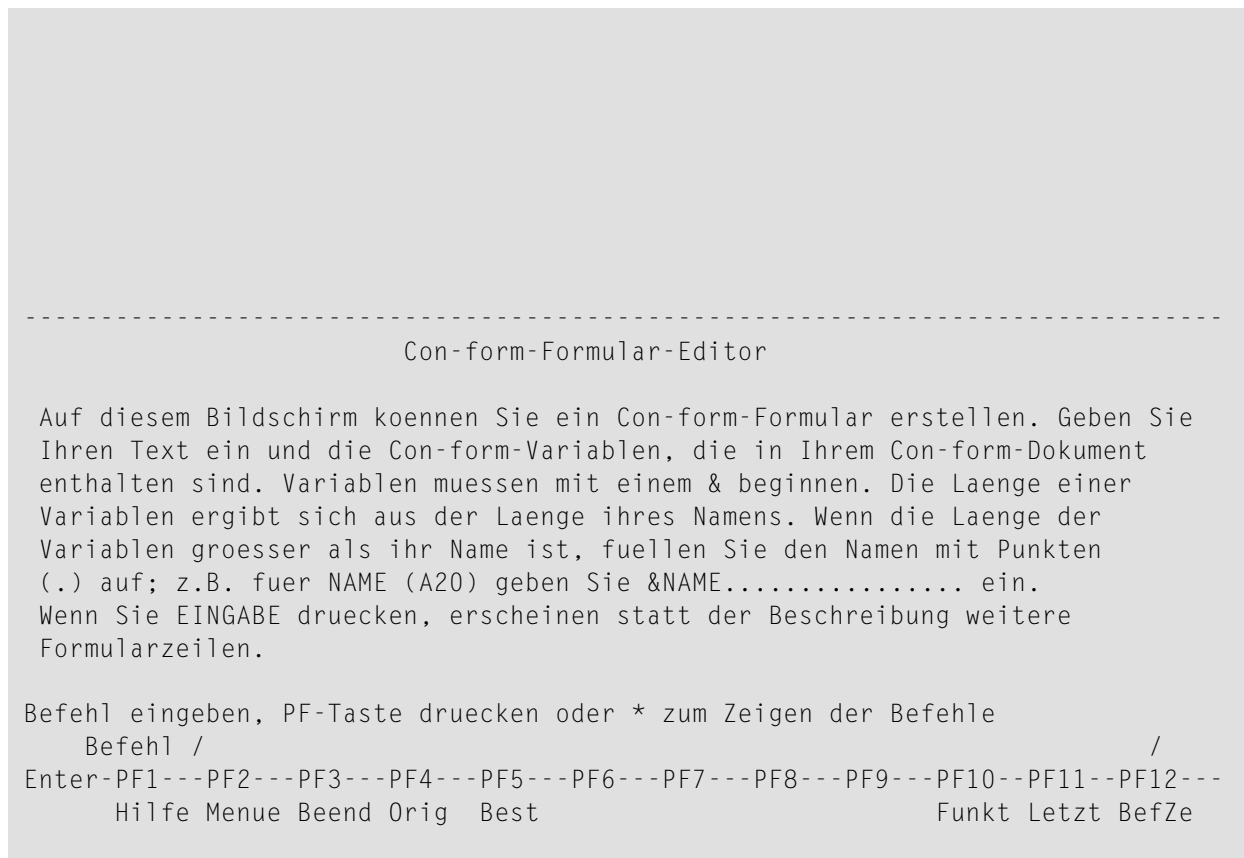 -------------------------------------------------------------------------------
Con-form-Formular-Editor
Auf diesem Bildschirm koennen Sie ein Con-form-Formular erstellen. Geben Sie
Ihren Text ein und die Con-form-Variablen, die in Ihrem Con-form-Dokument
enthalten sind. Variablen muessen mit einem & beginnen. Die Laenge einer
Variablen ergibt sich aus der Laenge ihres Namens. Wenn die Laenge der
Variablen groesser als ihr Name ist, fuellen Sie den Namen mit Punkten
(.) auf; z.B. fuer NAME (A20) geben Sie &NAME................ ein.
Wenn Sie EINGABE druecken, erscheinen statt der Beschreibung weitere
Formularzeilen.
Befehl eingeben, PF-Taste druecken oder * zum Zeigen der Befehle
Befehl / /
Enter-PF1---PF2---PF3---PF4---PF5---PF6---PF7---PF8---PF9---PF10--PF11--PF12---
Hilfe Menue Beend Orig Best Funkt Letzt BefZe